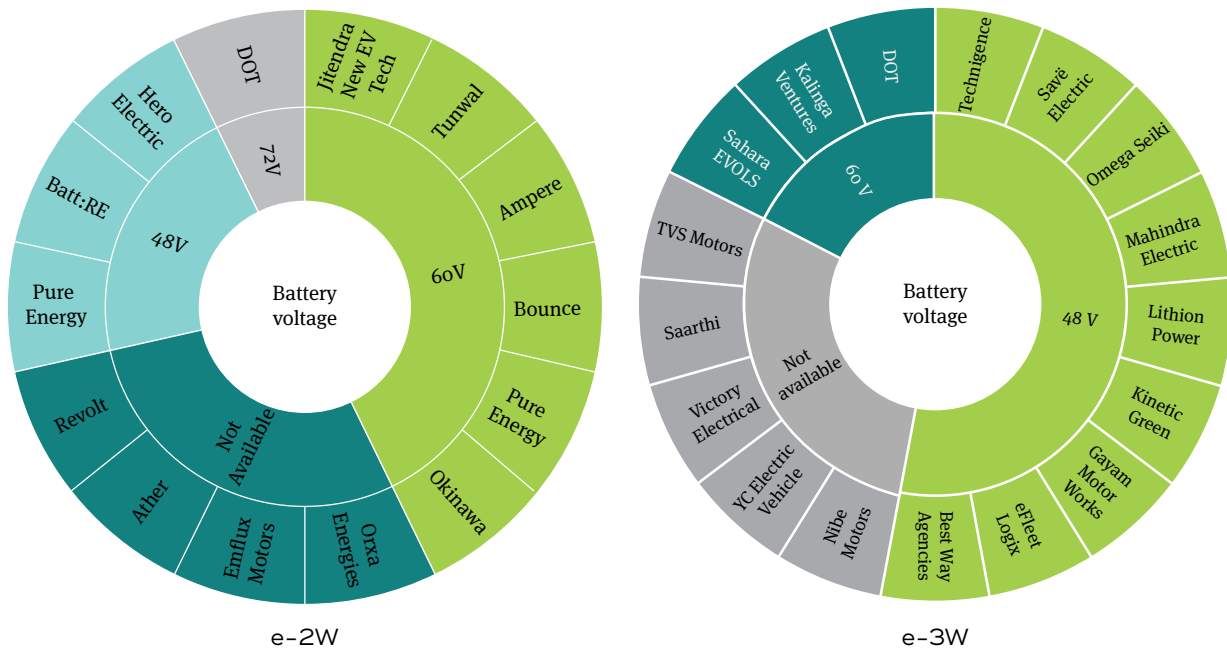 DOT
Jitendra
New EV
Tech
Tunwal
Ampere
Bounce
Pure
Energy
Okinawa
Orxa
Energies
Emflux
Motors
Ather
Revolt
Pure
Energy
Batt:RE
Hero
Electric
72V
60V
48V
Not
Available
Battery
voltage
e-2W
DOT
Technigence
Savë
Electric
Omega Seiki
Mahindra
Electric
Lithion
Power
Kinetic
Green
Gayam
Motor
Works
eFleet
Logix
Best Way
Agencies
Nibe
Motors
YC Electric
Vehicle
Victory
Electrical
Saarthi
TVS Motors
Sahara
EVOLS
Kalinga
Ventures
60 V
48 V
Not
available
Battery
voltage
e-3W